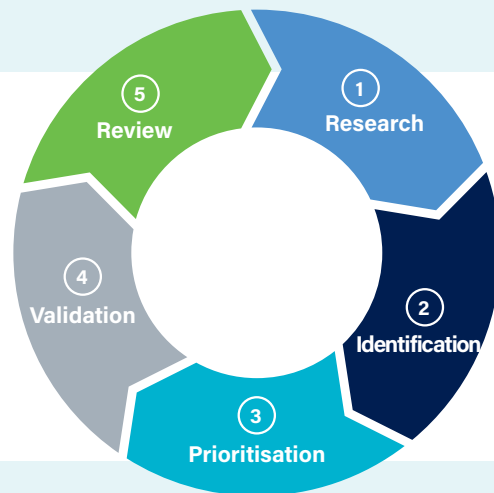 1
Research
2
Identification
3
Prioritisation
4
Validation
5
Review